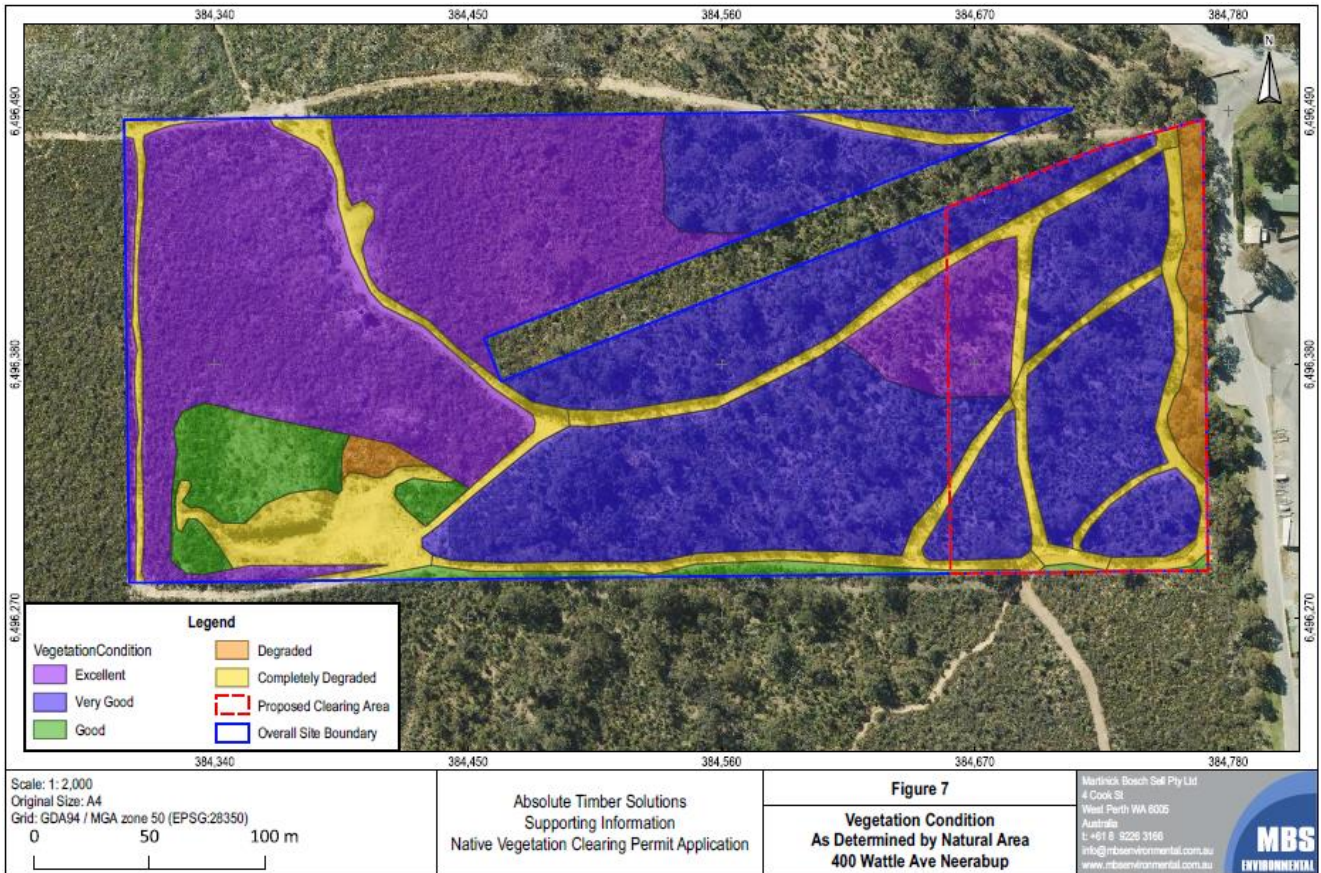 384,340 384,450 384,560 384,670 384,780
N
6,496,490 6,496,490
6,496,380 6,496,380
6,496,270 6,496,270
Legend
VegetationCondition
Excellent
Very Good
Good
Degraded
Completely Degraded
Proposed Clearing Area
Overall Site Boundary
384,340 384,450 384,560 384,670 384,780
Scale: 1: 2,000
Original Size: A4
Grid: GDA94 / MGA zone 50 (EPSG:28350)
0 50 100 m
Absolute Timber Solutions
Supporting Information
Native Vegetation Clearing Permit Application
Figure 7
Vegetation Condition
As Determined by Natural Area
400 Wattle Ave Neerabup
Martinick Bosch Sell Pty Ltd
4 Cook St
West Perth WA 6005
Australia
t: +61 8 9226 3166
info@mbsenvironmental.com.au
www.mbsenvironmental.com.au
MBS
ENVIRONMENTAL